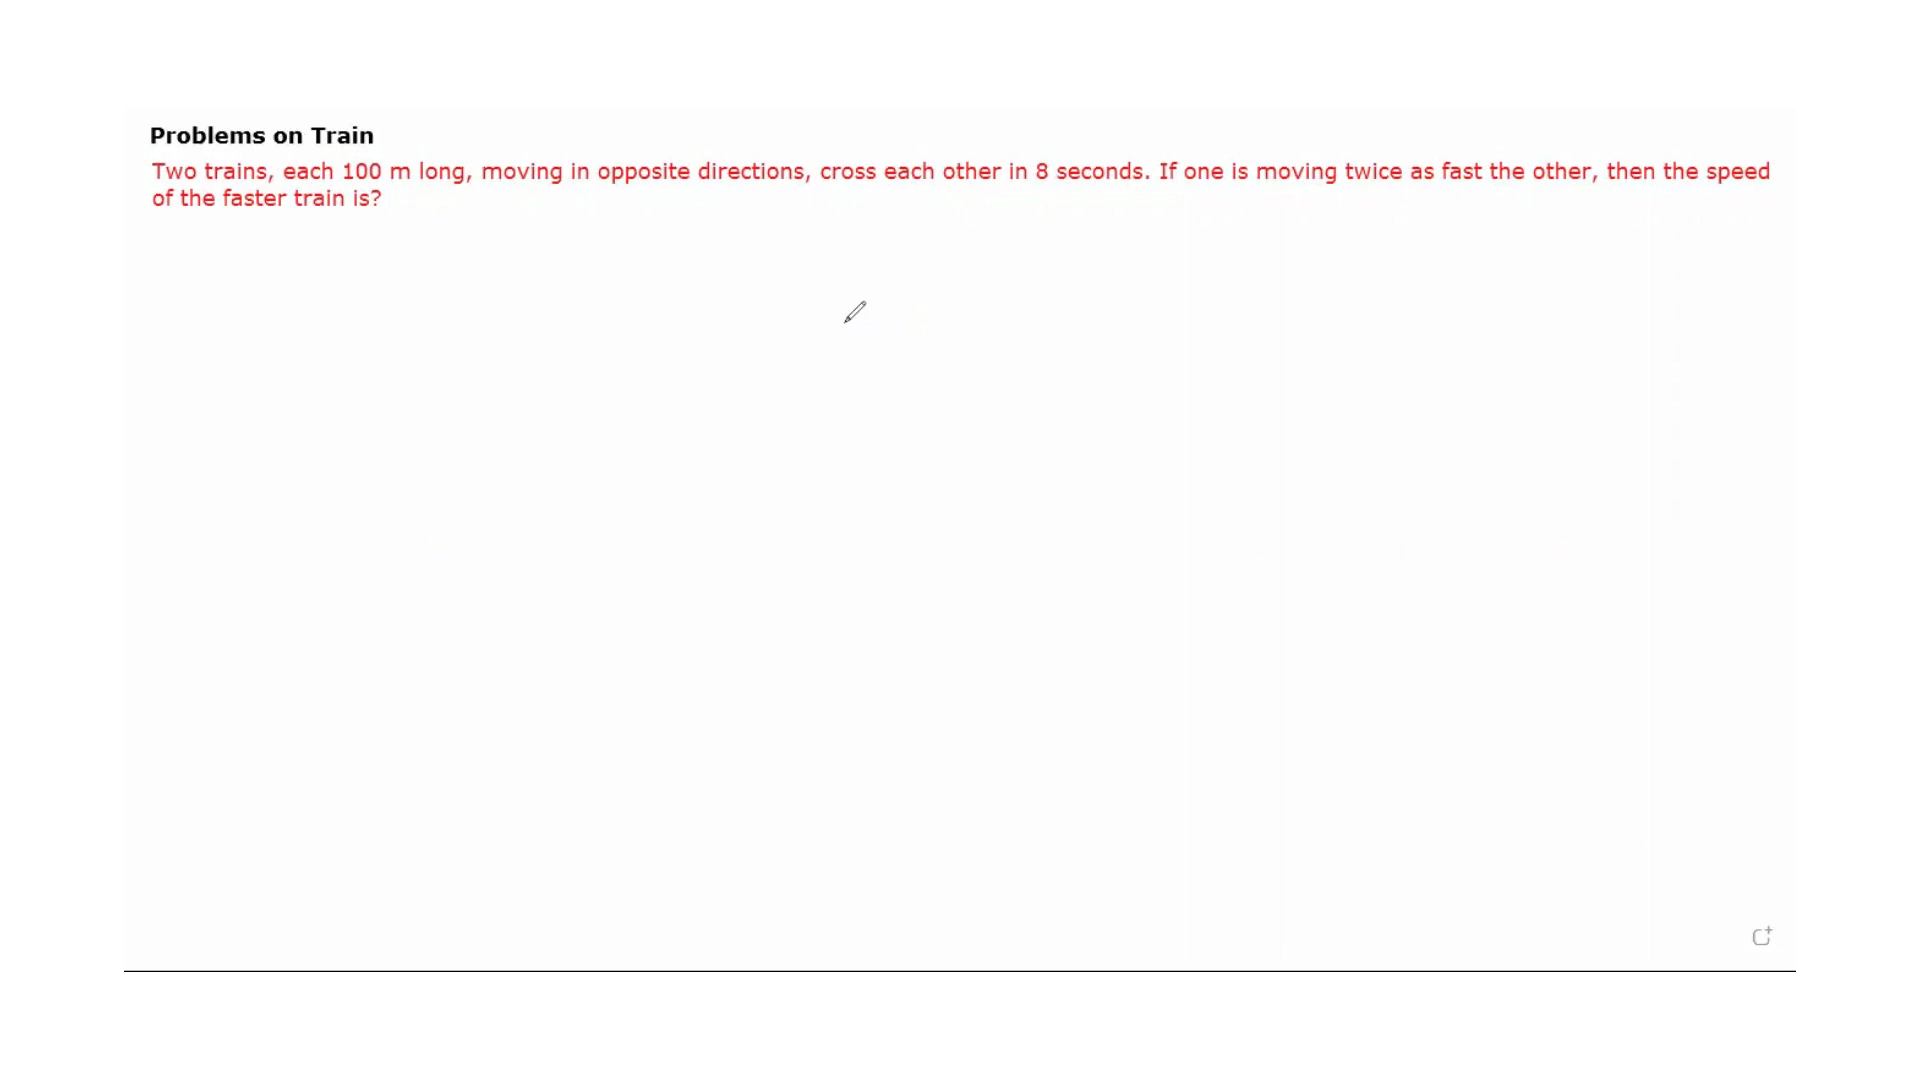 Problems on Train
Two trains, each 100 m long, moving in opposite directions, cross each other in 8 seconds. If one is moving twice as fast the other, then the speed
of the faster train is?